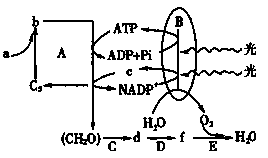 b ATP B
光
a A ADP+Pi
c 光
C₅ NADP⁺
H₂O O₂
(CH₂O) C d D f E H₂O